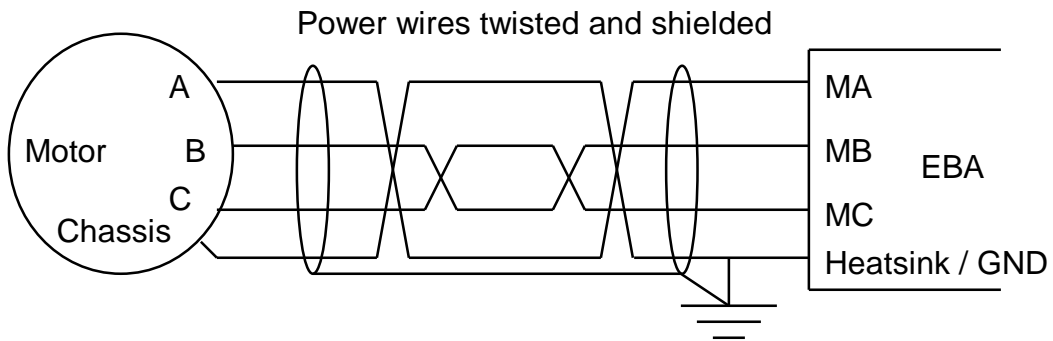 Power wires twisted and shielded
A
MA
Motor
B
MB
EBA
C
MC
Chassis
Heatsink / GND